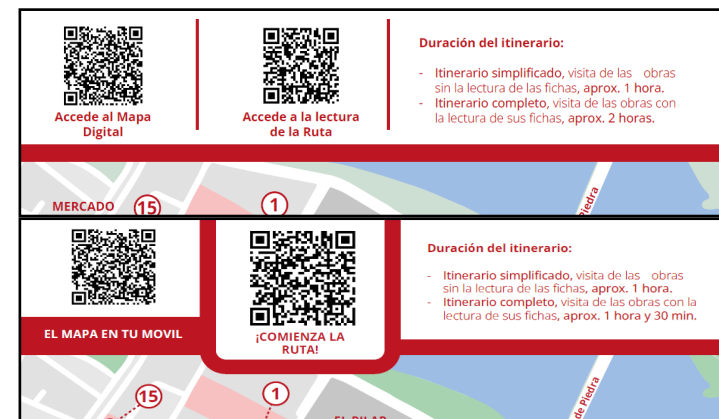 Accede al Mapa
Digital
Accede a la lectura
de la Ruta
Duración del itinerario:
- Itinerario simplificado, visita de las obras
sin la lectura de las fichas, aprox. 1 hora.
- Itinerario completo, visita de las obras con
la lectura de sus fichas, aprox. 2 horas.
MERCADO
15
1
Piedra
EL MAPA EN TU MOVIL
¡COMIENZA LA
RUTA!
Duración del itinerario:
- Itinerario simplificado, visita de las obras
sin la lectura de las fichas, aprox. 1 hora.
- Itinerario completo, visita de las obras con la
lectura de sus fichas, aprox. 1 hora y 30 min.
15
1
EL PILAR
de Piedra